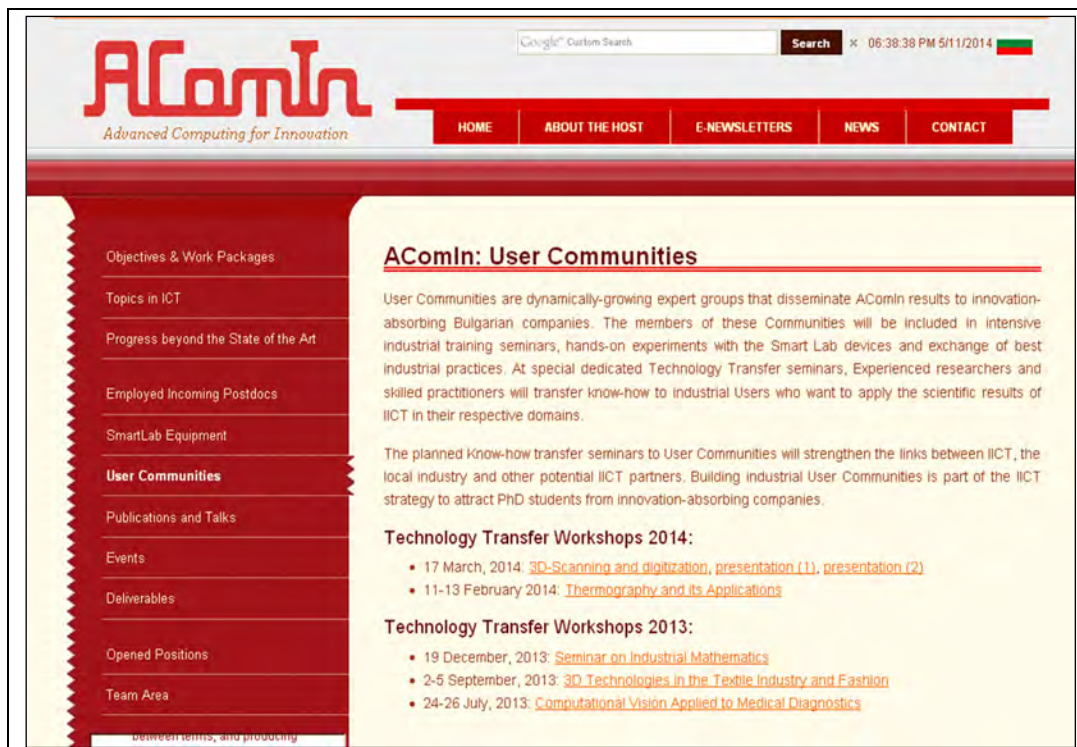 AComIn
Advanced Computing for Innovation
Google™ Custom Search
Search
× 06:38:38 PM 5/11/2014
HOME
ABOUT THE HOST
E-NEWSLETTERS
NEWS
CONTACT
Objectives & Work Packages
Topics in ICT
Progress beyond the State of the Art
Employed Incoming Postdocs
SmartLab Equipment
User Communities
Publications and Talks
Events
Deliverables
Opened Positions
Team Area
between terms, and producing
AComIn: User Communities
User Communities are dynamically-growing expert groups that disseminate AComIn results to innovation-
absorbing Bulgarian companies. The members of these Communities will be included in intensive
industrial training seminars, hands-on experiments with the Smart Lab devices and exchange of best
industrial practices. At special dedicated Technology Transfer seminars, Experienced researchers and
skilled practitioners will transfer know-how to industrial Users who want to apply the scientific results of
IICT in their respective domains.
The planned Know-how transfer seminars to User Communities will strengthen the links between IICT, the
local industry and other potential IICT partners. Building industrial User Communities is part of the IICT
strategy to attract PhD students from innovation-absorbing companies.
Technology Transfer Workshops 2014:
• 17 March, 2014: 3D-Scanning and digitization, presentation (1), presentation (2)
• 11-13 February 2014: Thermography and its Applications
Technology Transfer Workshops 2013:
• 19 December, 2013: Seminar on Industrial Mathematics
• 2-5 September, 2013: 3D Technologies in the Textile Industry and Fashion
• 24-26 July, 2013: Computational Vision Applied to Medical Diagnostics